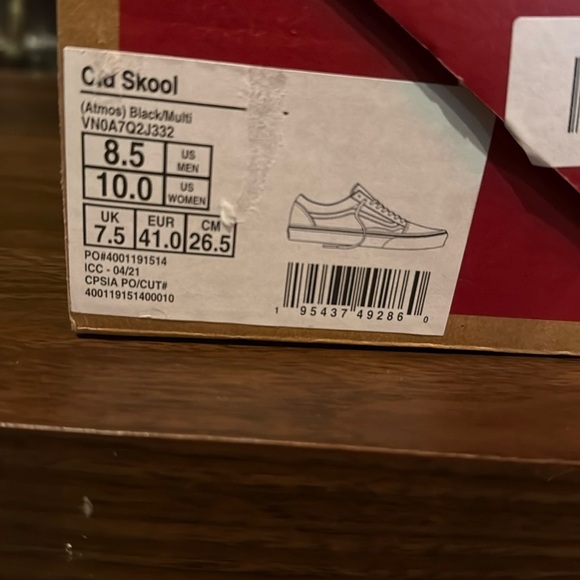 Old Skool
(Atmos) Black/Multi
VN0A7Q2J332
8.5 US MEN
10.0 US WOMEN
UK EUR CM
7.5 41.0 26.5
PO#4001191514
ICC - 04/21
CPSIA PO/CUT#
400119151400010
1 95437 49286 0